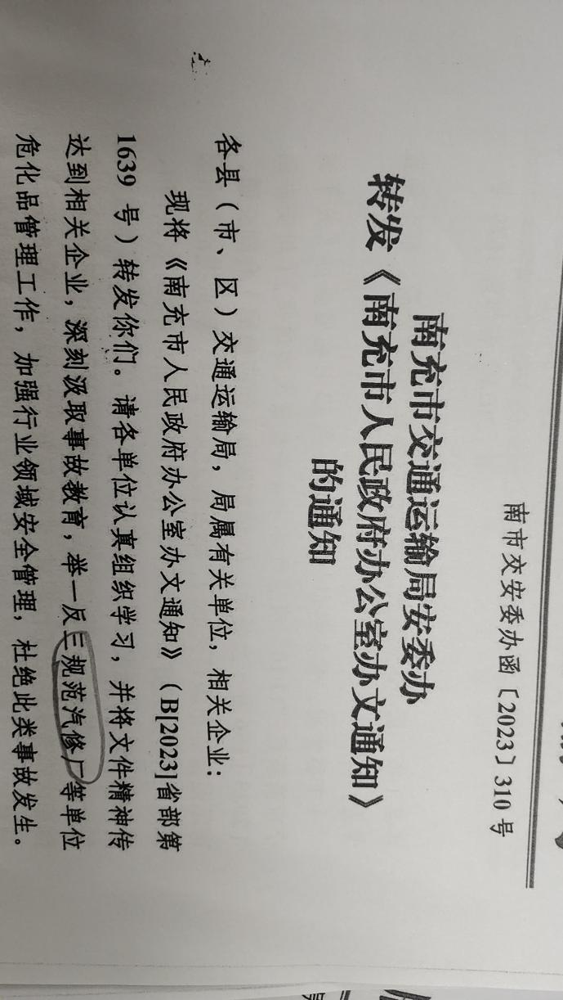 南市交安委办函〔2023〕310 号
南充市交通运输局安委办
转发《南充市人民政府办公室办文通知》
的通知
各县（市、区）交通运输局，局属有关单位，相关企业：
现将《南充市人民政府办公室办文通知》（B[2023]省部第
1639 号）转发你们。请各单位认真组织学习，并将文件精神传
达到相关企业，深刻汲取事故教育，举一反三规范汽修厂等单位
危化品管理工作，加强行业领域安全管理，杜绝此类事故发生。